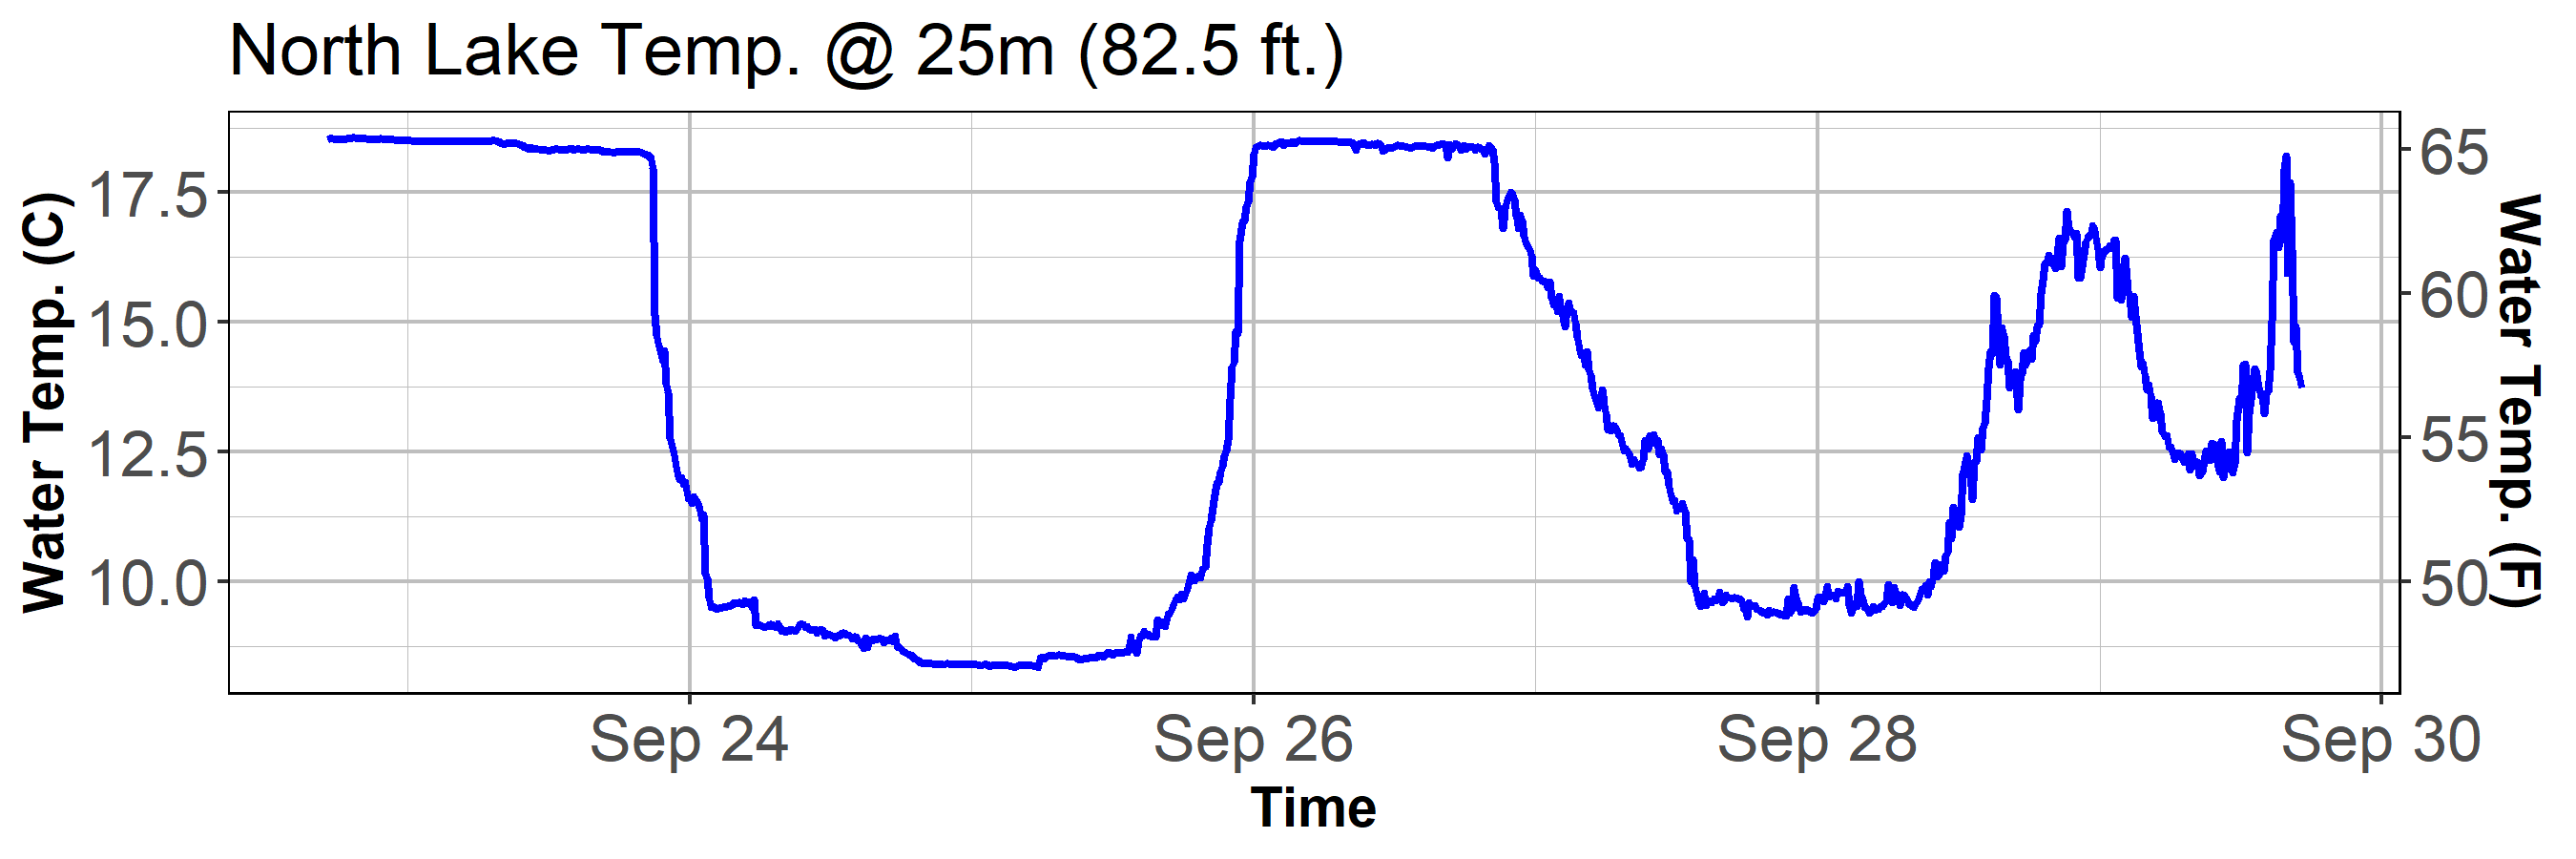 North Lake Temp. @ 25m (82.5 ft.)
Water Temp. (C)
17.5
15.0
12.5
10.0
65
60
55
50
Water Temp. (F)
Sep 24
Sep 26
Sep 28
Sep 30
Time